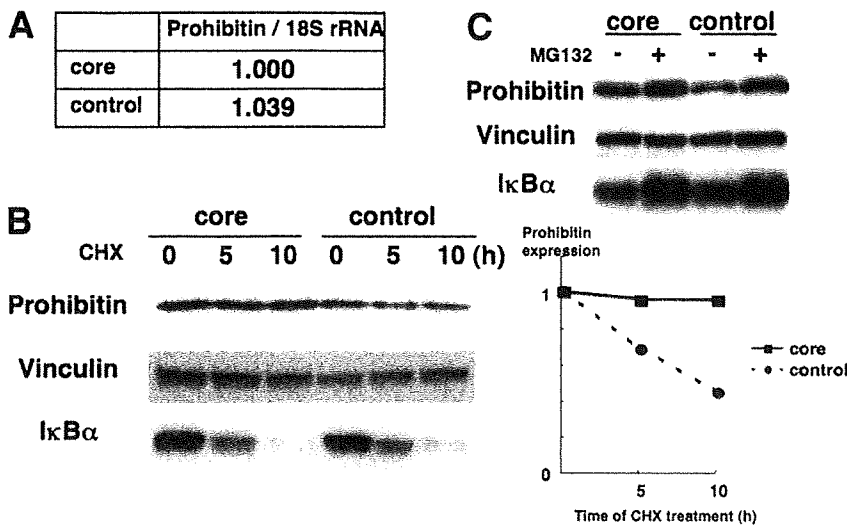 A
Prohibitin / 18S rRNA
core 1.000
control 1.039
B
core control
CHX 0 5 10 0 5 10 (h)
Prohibitin
Vinculin
IκBα
C
core control
MG132 - + - +
Prohibitin
Vinculin
IκBα
Prohibitin
expression
1
0
5 10
Time of CHX treatment (h)
core
control